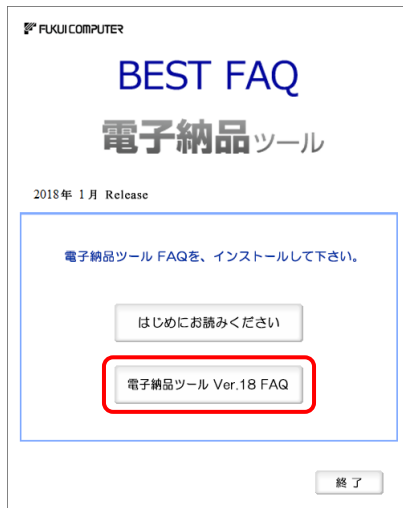 FUKUI COMPUTER
BEST FAQ
電子納品ツール
2018年 1月 Release
電子納品ツール FAQを、インストールして下さい。
はじめにお読みください
電子納品ツール Ver.18 FAQ
終 了